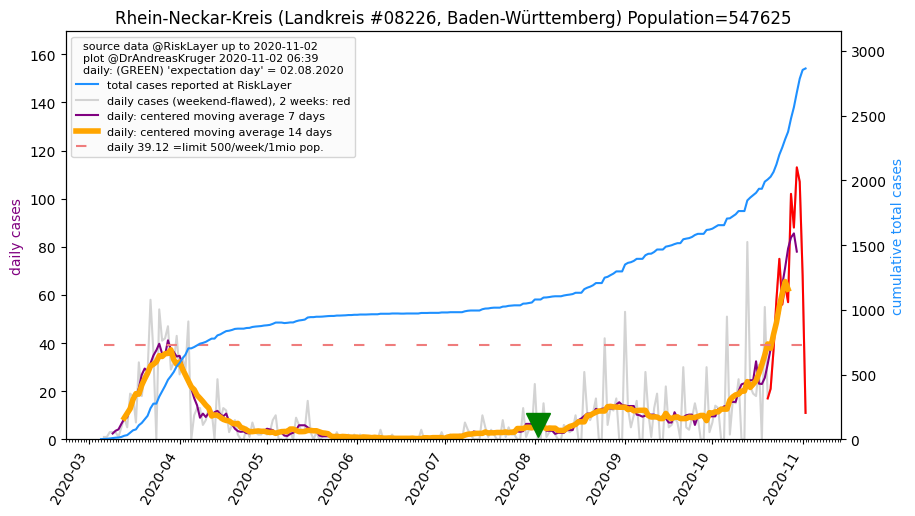 Rhein-Neckar-Kreis (Landkreis #08226, Baden-Württemberg) Population=547625
source data @RiskLayer up to 2020-11-02
plot @DrAndreasKruger 2020-11-02 06:39
daily: (GREEN) 'expectation day' = 02.08.2020
total cases reported at RiskLayer
daily cases (weekend-flawed), 2 weeks: red
daily: centered moving average 7 days
daily: centered moving average 14 days
daily 39.12 =limit 500/week/1mio pop.
daily cases
160
140
120
100
80
60
40
20
0
cumulative total cases
3000
2500
2000
1500
1000
500
0
2020-03
2020-04
2020-05
2020-06
2020-07
2020-08
2020-09
2020-10
2020-11